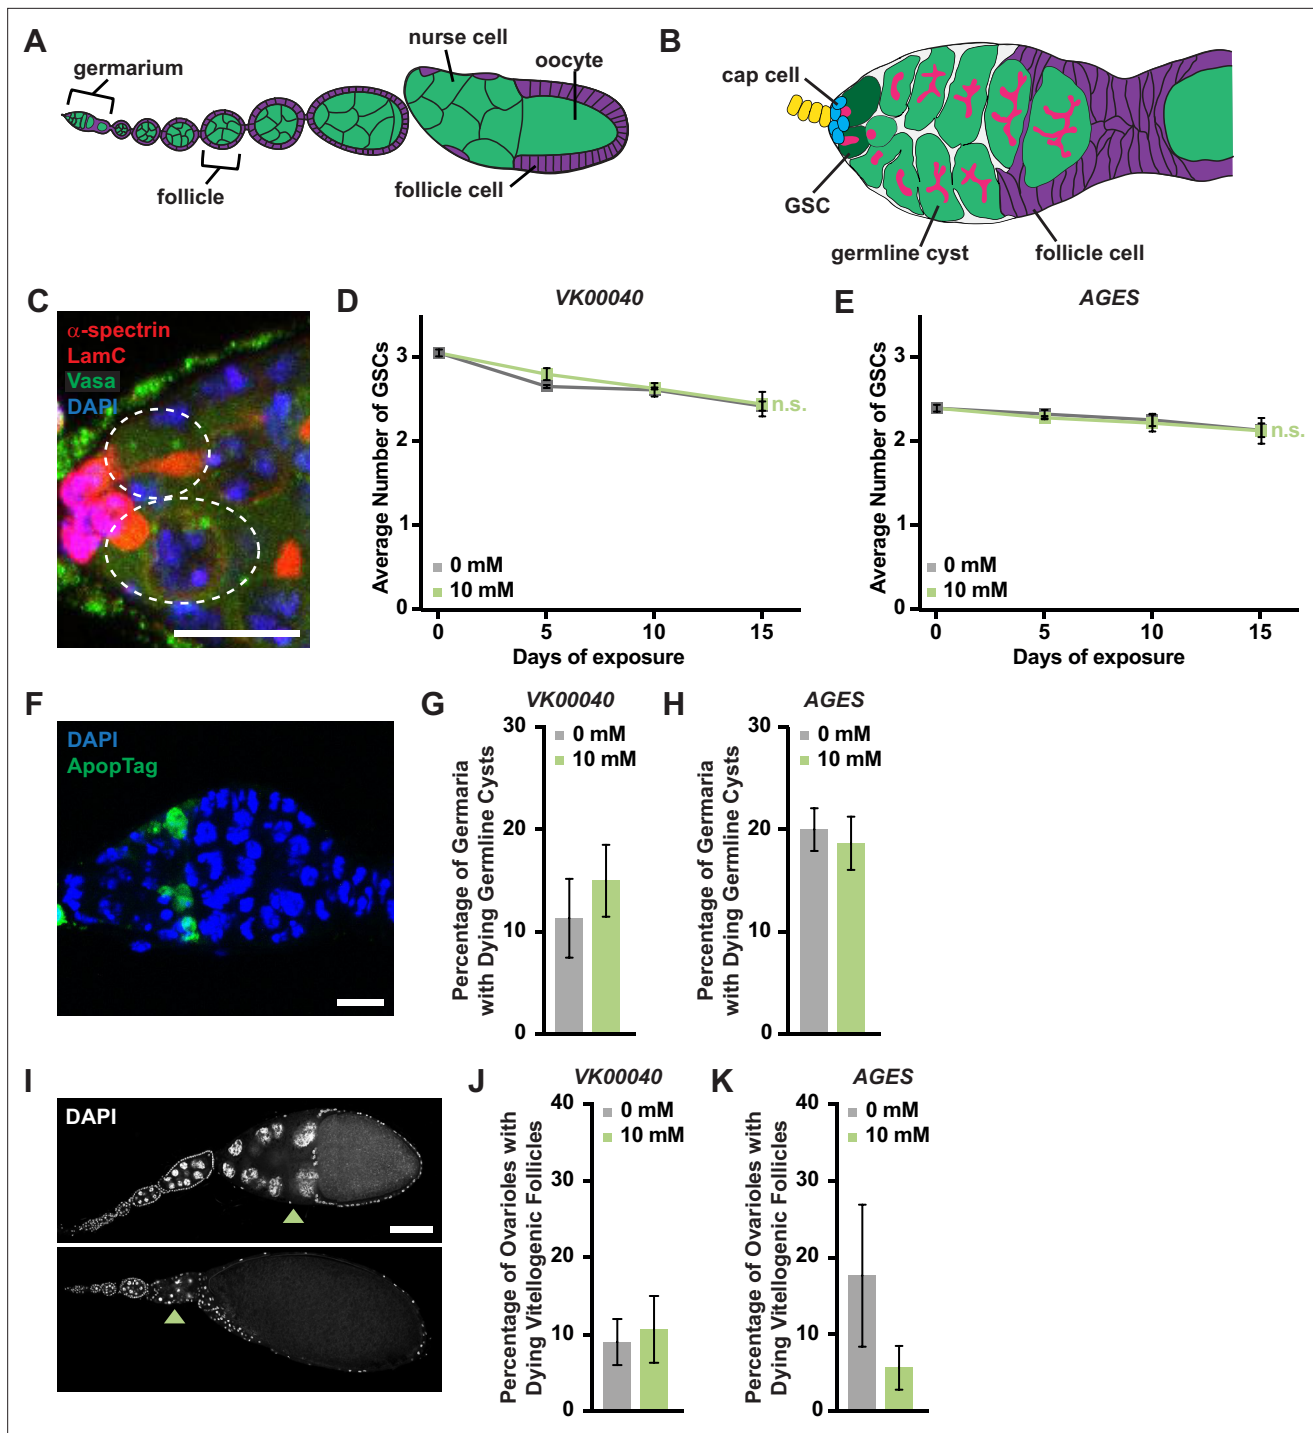 A
germarium
follicle
nurse cell
oocyte
follicle cell
B
cap cell
GSC
germline cyst
follicle cell
C
α-spectrin
LamC
Vasa
DAPI
D
VK00040
Average Number of GSCs
3
2
1
0
0 mM
10 mM
n.s.
0 5 10 15
Days of exposure
E
AGES
Average Number of GSCs
3
2
1
0
0 mM
10 mM
n.s.
0 5 10 15
Days of exposure
F
DAPI
ApopTag
G
VK00040
Percentage of Germaria
with Dying Germline Cysts
30
20
10
0
0 mM
10 mM
H
AGES
Percentage of Germaria
with Dying Germline Cysts
30
20
10
0
0 mM
10 mM
I
DAPI
J
VK00040
Percentage of Ovarioles with
Dying Vitellogenic Follicles
40
30
20
10
0
0 mM
10 mM
K
AGES
Percentage of Ovarioles with
Dying Vitellogenic Follicles
40
30
20
10
0
0 mM
10 mM